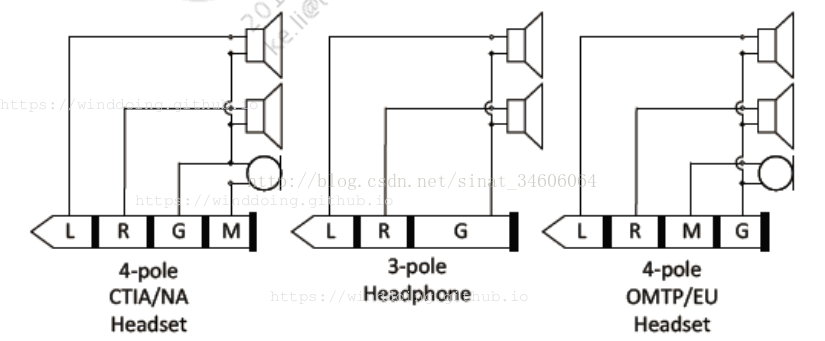 https://winddoing.github.io
http://blog.csdn.net/sinat_34606064
https://winddoing.github.io
L R G M
L R G
L R M G
4-pole
CTIA/NA
Headset
3-pole
Headphone
4-pole
OMTP/EU
Headset
https://winddoing.github.io